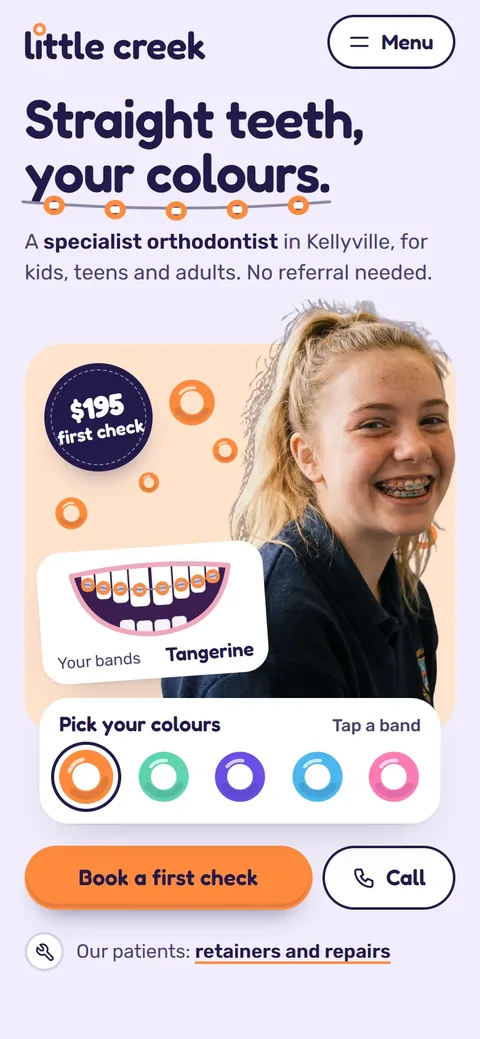 little creek
Menu
Straight teeth,
your colours.
A specialist orthodontist in Kellyville, for
kids, teens and adults. No referral needed.
$195
first check
Your bands
Tangerine
Pick your colours
Tap a band
Book a first check
Call
Our patients: retainers and repairs